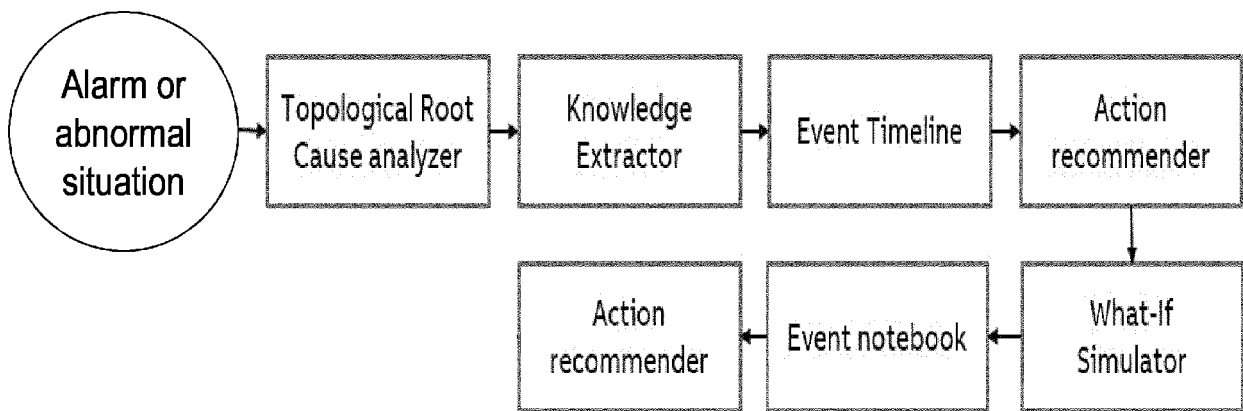 Alarm or
abnormal
situation
Topological Root
Cause analyzer
Knowledge
Extractor
Event Timeline
Action
recommender
Action
recommender
Event notebook
What-If
Simulator